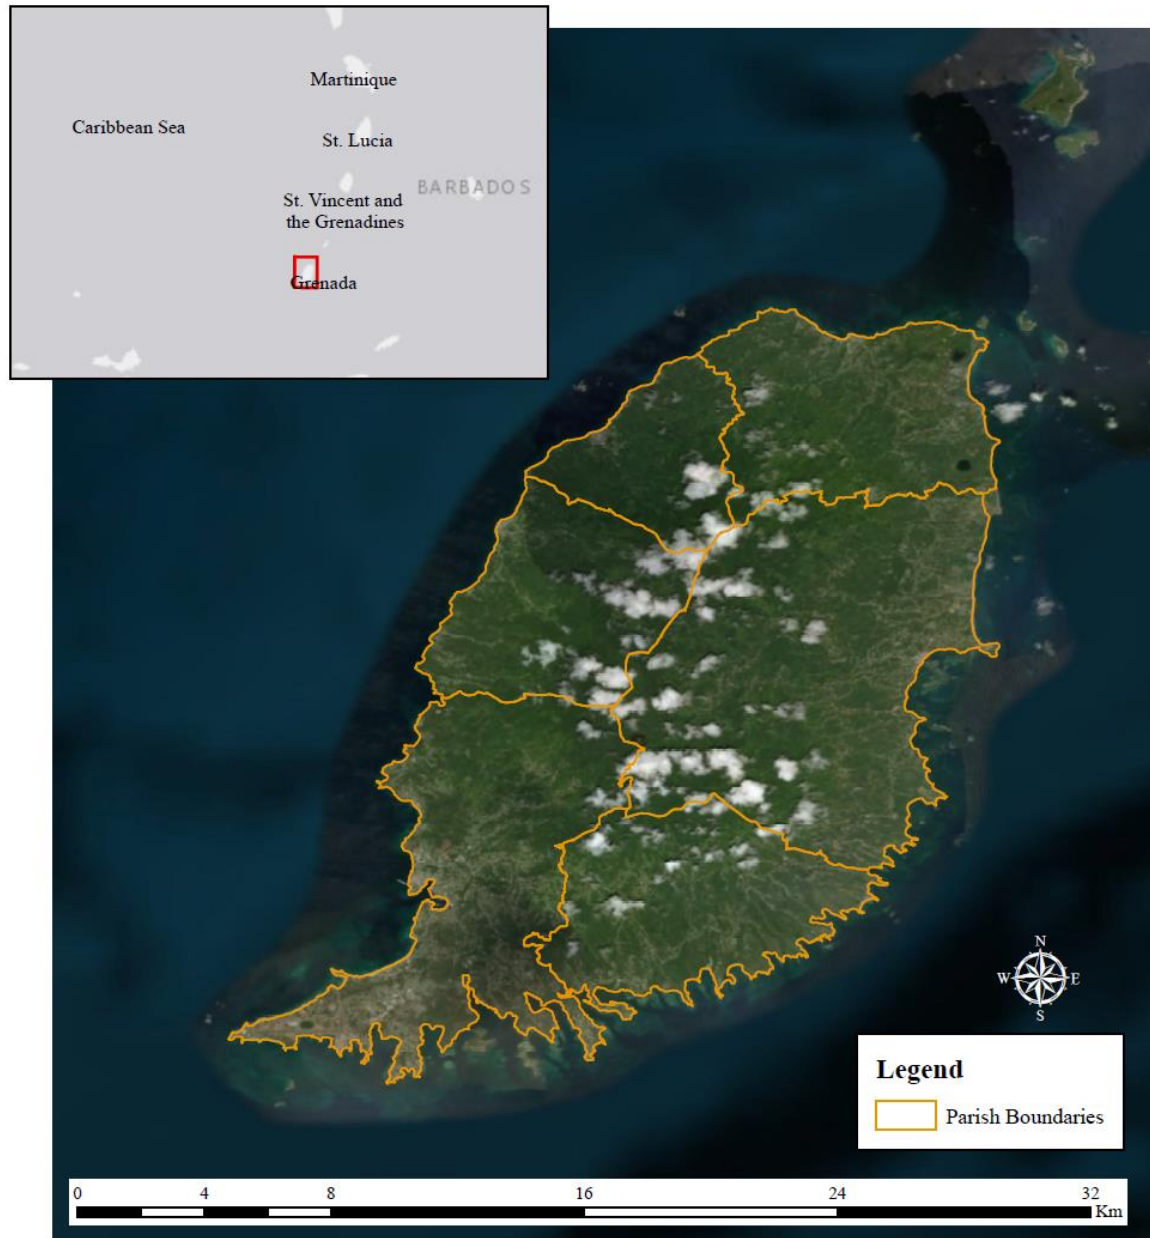 Martinique
Caribbean Sea
St. Lucia
BARBADOS
St. Vincent and
the Grenadines
Grenada
N
W E
S
Legend
Parish Boundaries
0 4 8 16 24 32
Km